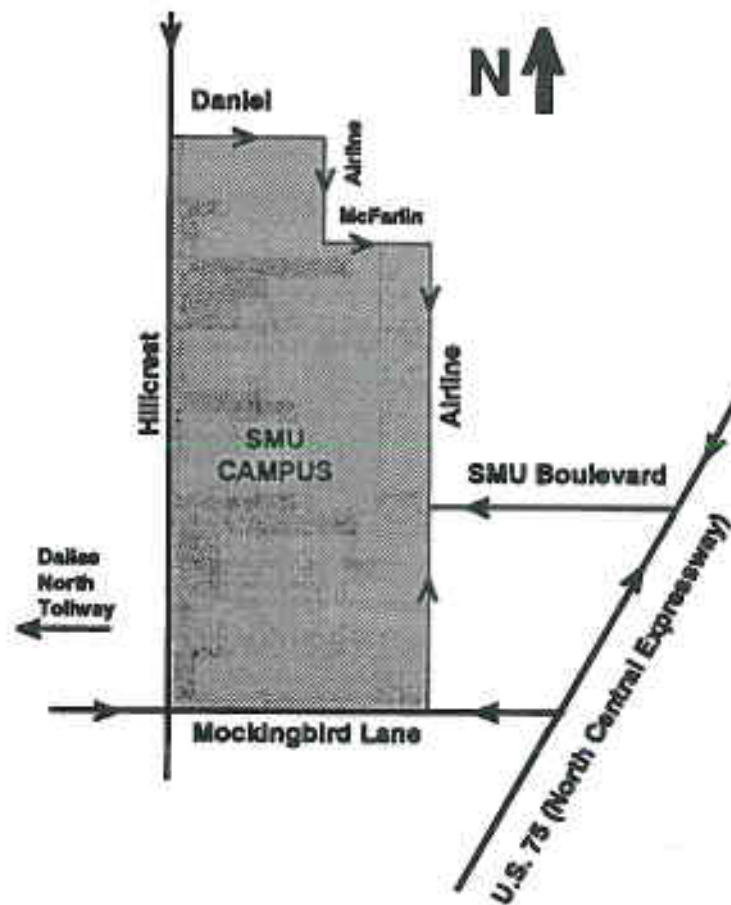 N
Daniel
Airline
McFarlin
Hillcrest
Airline
SMU
CAMPUS
SMU Boulevard
Dallas
North
Tollway
Mockingbird Lane
U.S. 75 (North Central Expressway)